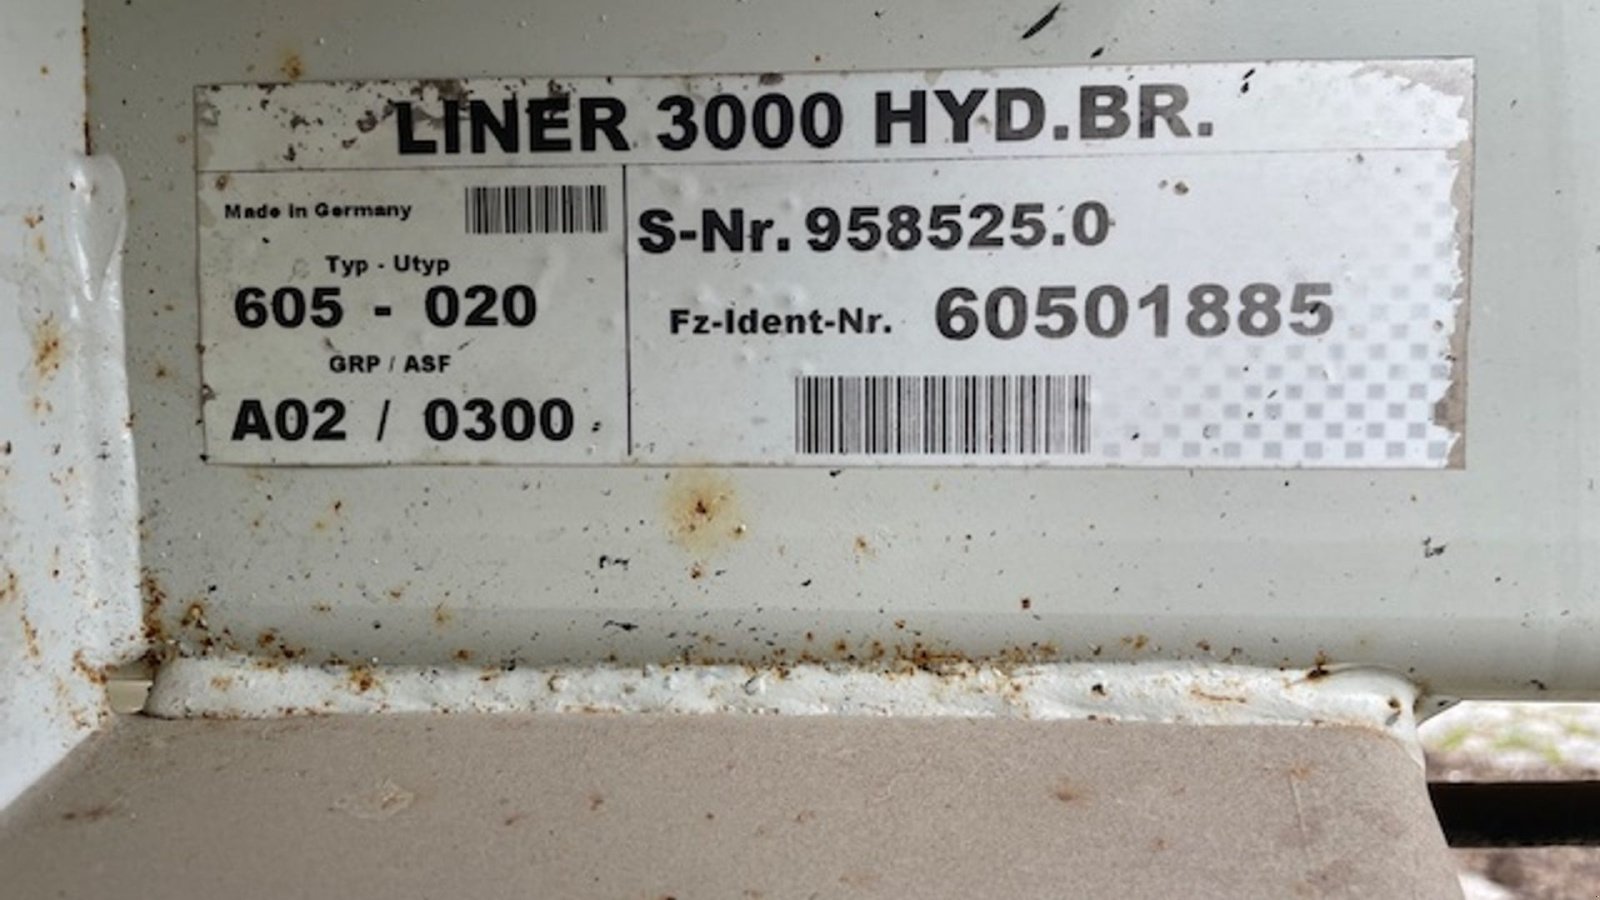 LINER 3000 HYD.BR.
Made in Germany
Typ - Utyp
605 - 020
GRP / ASF
A02 / 0300
S-Nr. 958525.0
Fz-Ident-Nr. 60501885